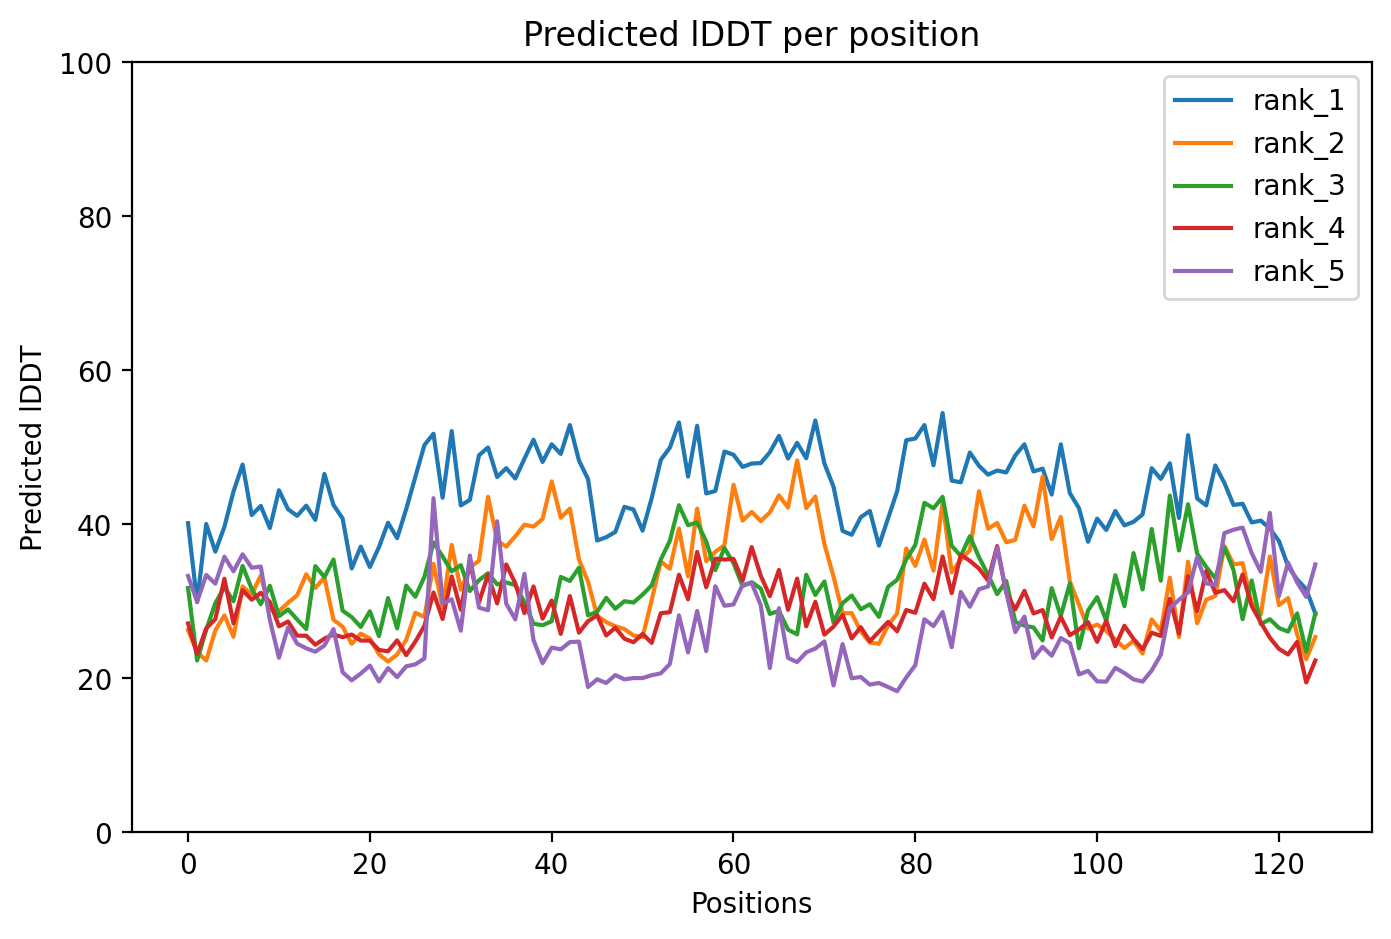 Predicted lDDT per position
100
80
60
40
20
0
Predicted lDDT
rank_1
rank_2
rank_3
rank_4
rank_5
0 20 40 60 80 100 120
Positions